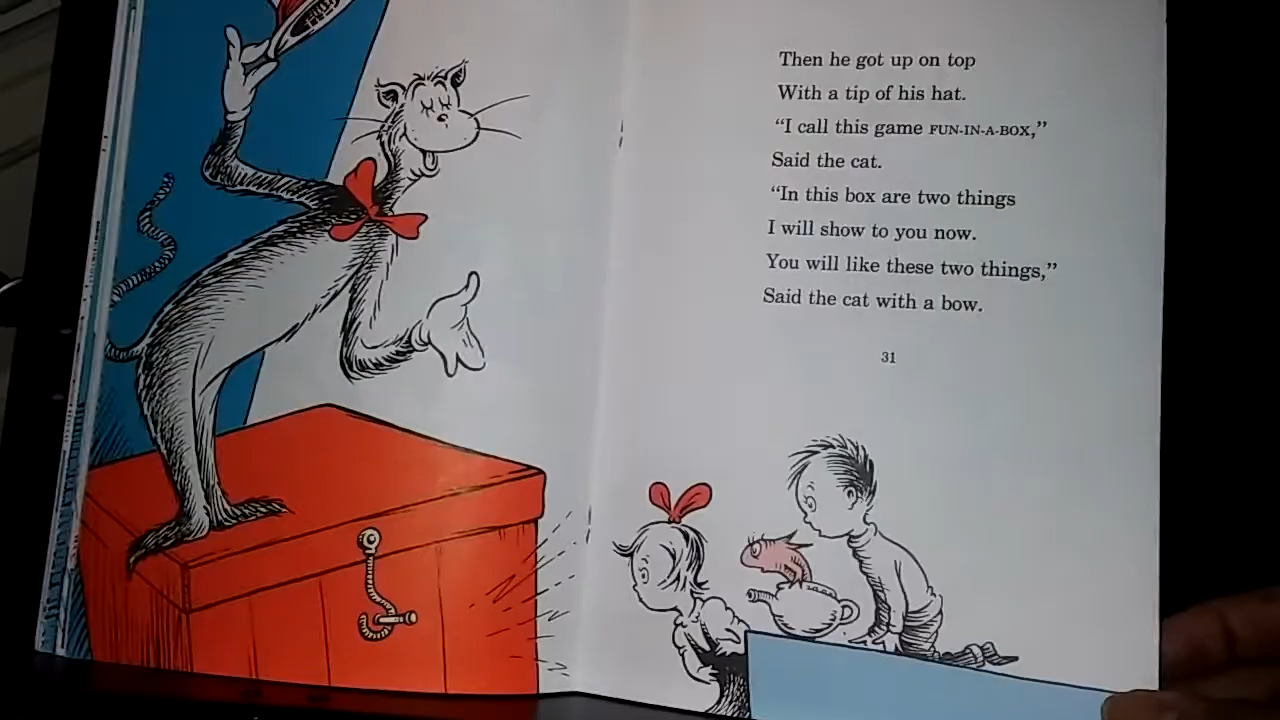 Then he got up on top
With a tip of his hat.
“I call this game FUN-IN-A-BOX,”
Said the cat.
“In this box are two things
I will show to you now.
You will like these two things,”
Said the cat with a bow.
31